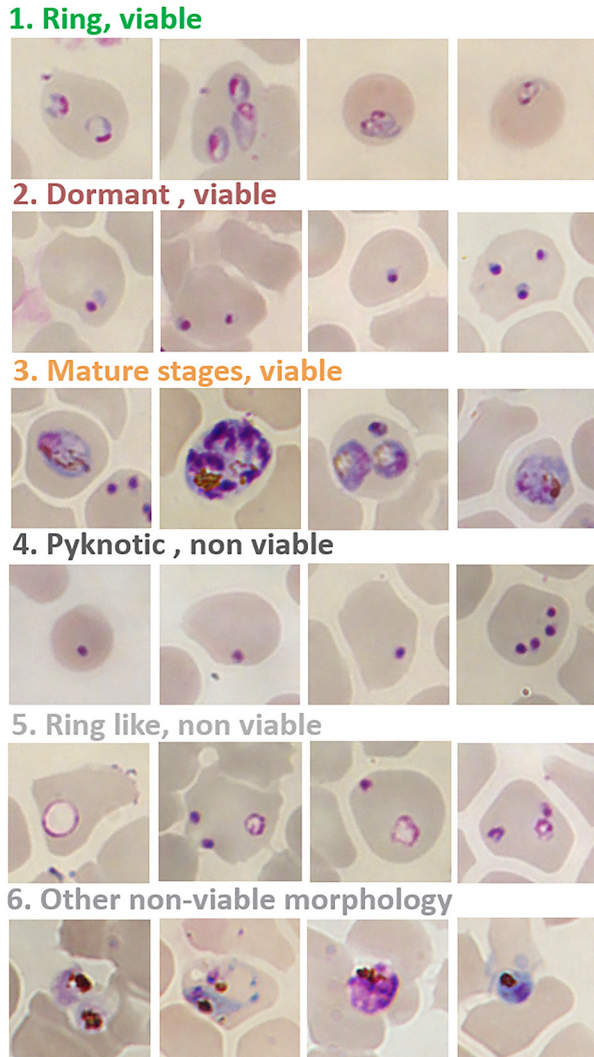 1. Ring, viable
2. Dormant , viable
3. Mature stages, viable
4. Pyknotic , non viable
5. Ring like, non viable
6. Other non-viable morphology